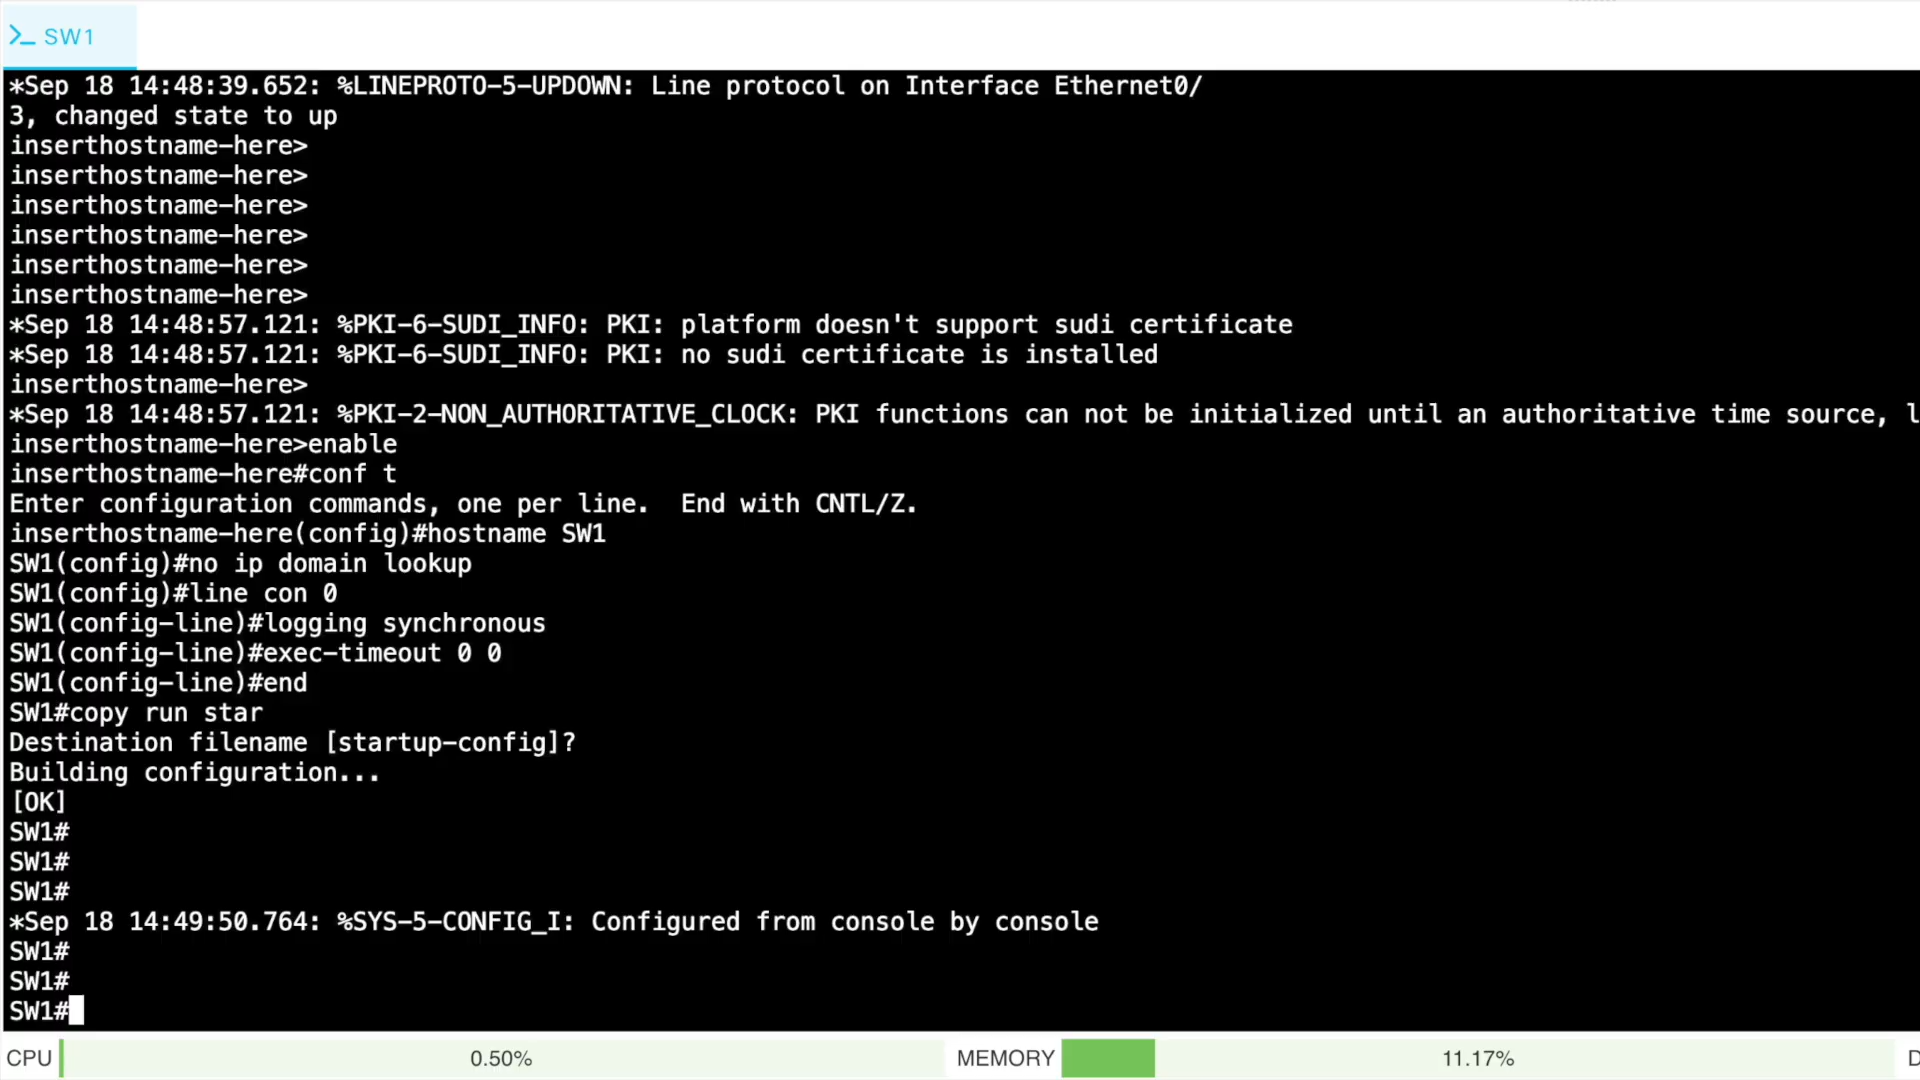 >_ SW1
*Sep 18 14:48:39.652: %LINEPROTO-5-UPDOWN: Line protocol on Interface Ethernet0/
3, changed state to up
inserthostname-here>
inserthostname-here>
inserthostname-here>
inserthostname-here>
inserthostname-here>
inserthostname-here>
*Sep 18 14:48:57.121: %PKI-6-SUDI_INFO: PKI: platform doesn't support sudi certificate
*Sep 18 14:48:57.121: %PKI-6-SUDI_INFO: PKI: no sudi certificate is installed
inserthostname-here>
*Sep 18 14:48:57.121: %PKI-2-NON_AUTHORITATIVE_CLOCK: PKI functions can not be initialized until an authoritative time source, l
inserthostname-here>enable
inserthostname-here#conf t
Enter configuration commands, one per line.  End with CNTL/Z.
inserthostname-here(config)#hostname SW1
SW1(config)#no ip domain lookup
SW1(config)#line con 0
SW1(config-line)#logging synchronous
SW1(config-line)#exec-timeout 0 0
SW1(config-line)#end
SW1#copy run star
Destination filename [startup-config]?
Building configuration...
[OK]
SW1#
SW1#
SW1#
*Sep 18 14:49:50.764: %SYS-5-CONFIG_I: Configured from console by console
SW1#
SW1#
SW1#
CPU 0.50% MEMORY 11.17% D